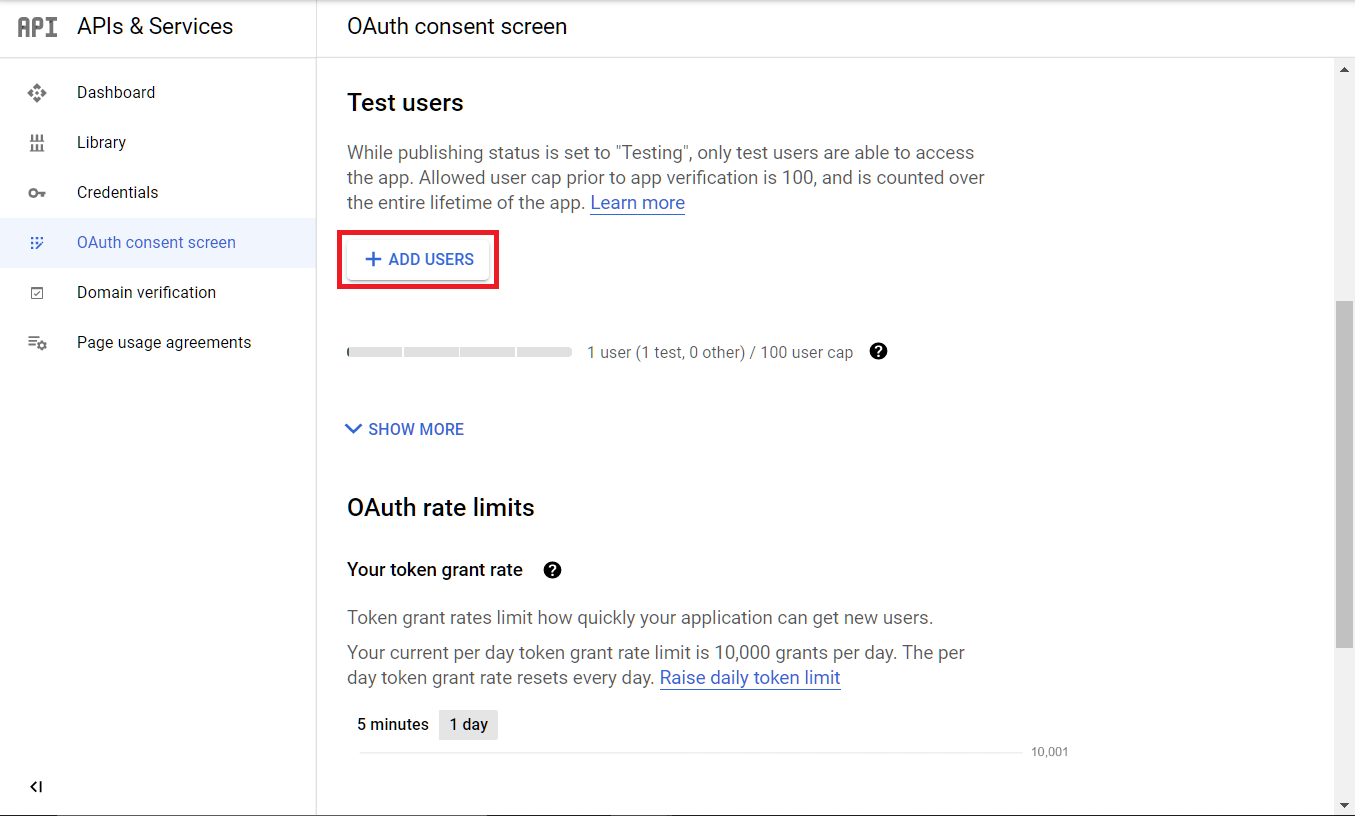 API APIs & Services
OAuth consent screen
Dashboard
Library
Credentials
OAuth consent screen
Domain verification
Page usage agreements
Test users
While publishing status is set to "Testing", only test users are able to access
the app. Allowed user cap prior to app verification is 100, and is counted over
the entire lifetime of the app. Learn more
+ ADD USERS
1 user (1 test, 0 other) / 100 user cap ?
SHOW MORE
OAuth rate limits
Your token grant rate ?
Token grant rates limit how quickly your application can get new users.
Your current per day token grant rate limit is 10,000 grants per day. The per
day token grant rate resets every day. Raise daily token limit
5 minutes 1 day
10,001